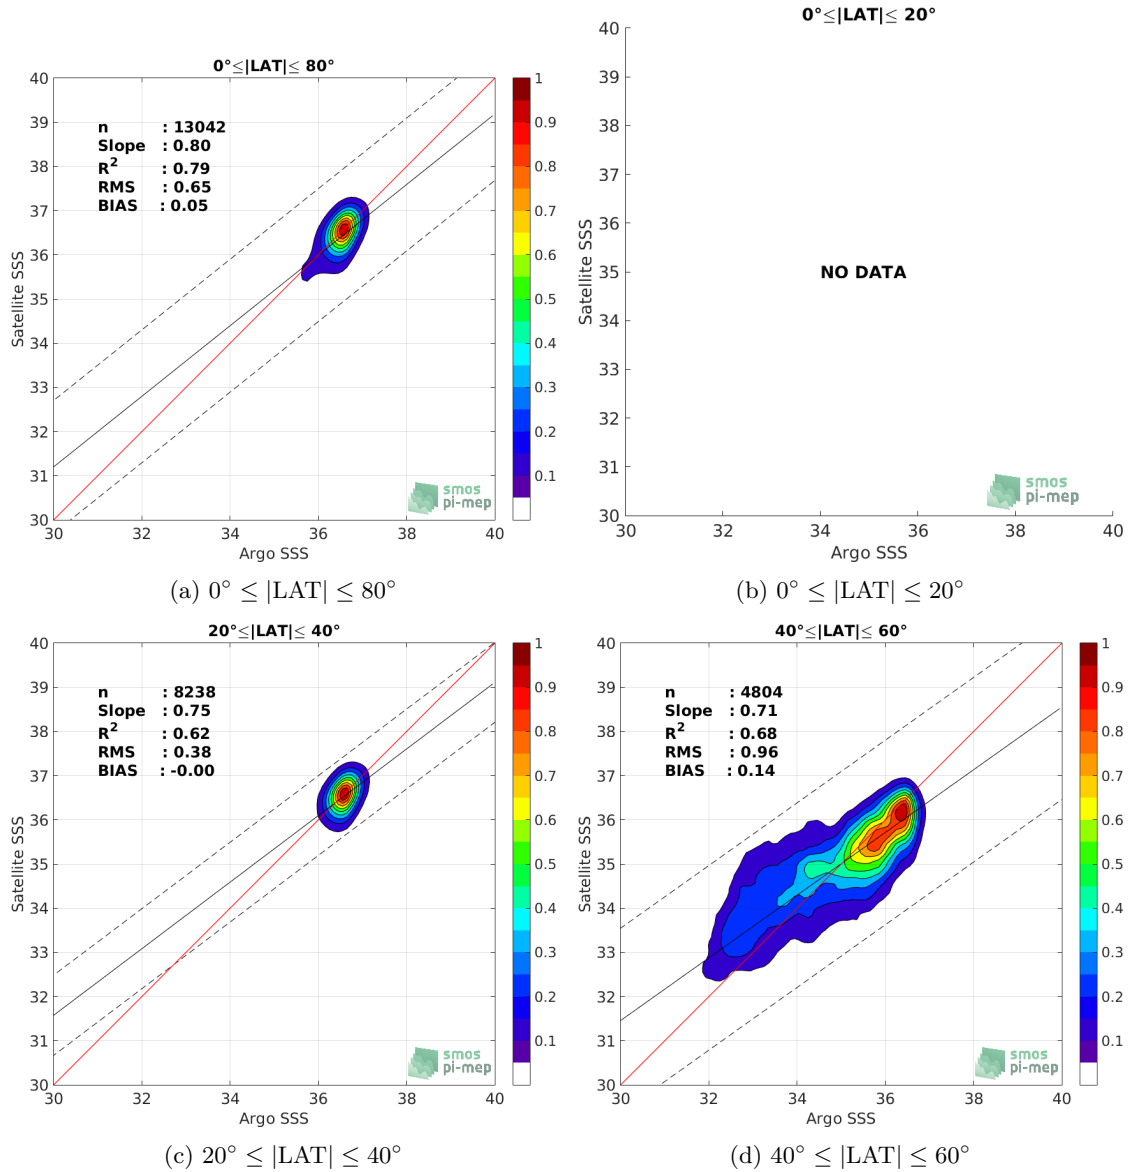 0°≤|LAT|≤ 80°
40
39
38
37
36
35
34
33
32
31
30
Satellite SSS
n : 13042
Slope : 0.80
R² : 0.79
RMS : 0.65
BIAS : 0.05
smos
pi-mep
30 32 34 36 38 40
Argo SSS
1
0.9
0.8
0.7
0.6
0.5
0.4
0.3
0.2
0.1
(a) 0° ≤ |LAT| ≤ 80°
0°≤|LAT|≤ 20°
40
39
38
37
36
35
34
33
32
31
30
Satellite SSS
NO DATA
smos
pi-mep
30 32 34 36 38 40
Argo SSS
(b) 0° ≤ |LAT| ≤ 20°
20°≤|LAT|≤ 40°
40
39
38
37
36
35
34
33
32
31
30
Satellite SSS
n : 8238
Slope : 0.75
R² : 0.62
RMS : 0.38
BIAS : -0.00
smos
pi-mep
30 32 34 36 38 40
Argo SSS
1
0.9
0.8
0.7
0.6
0.5
0.4
0.3
0.2
0.1
(c) 20° ≤ |LAT| ≤ 40°
40°≤|LAT|≤ 60°
40
39
38
37
36
35
34
33
32
31
30
Satellite SSS
n : 4804
Slope : 0.71
R² : 0.68
RMS : 0.96
BIAS : 0.14
smos
pi-mep
30 32 34 36 38 40
Argo SSS
1
0.9
0.8
0.7
0.6
0.5
0.4
0.3
0.2
0.1
(d) 40° ≤ |LAT| ≤ 60°